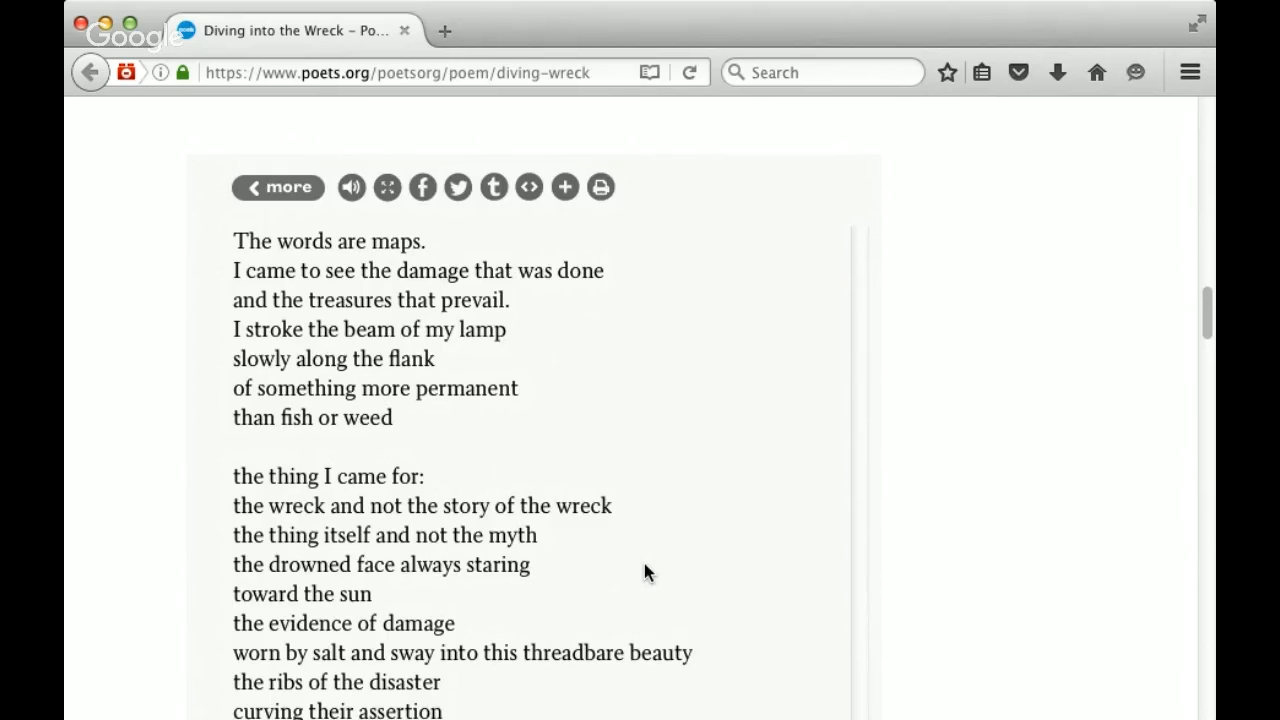 Google
Diving into the Wreck – Po...
https://www.poets.org/poetsorg/poem/diving-wreck
Search
more
The words are maps.
I came to see the damage that was done
and the treasures that prevail.
I stroke the beam of my lamp
slowly along the flank
of something more permanent
than fish or weed
the thing I came for:
the wreck and not the story of the wreck
the thing itself and not the myth
the drowned face always staring
toward the sun
the evidence of damage
worn by salt and sway into this threadbare beauty
the ribs of the disaster
curving their assertion